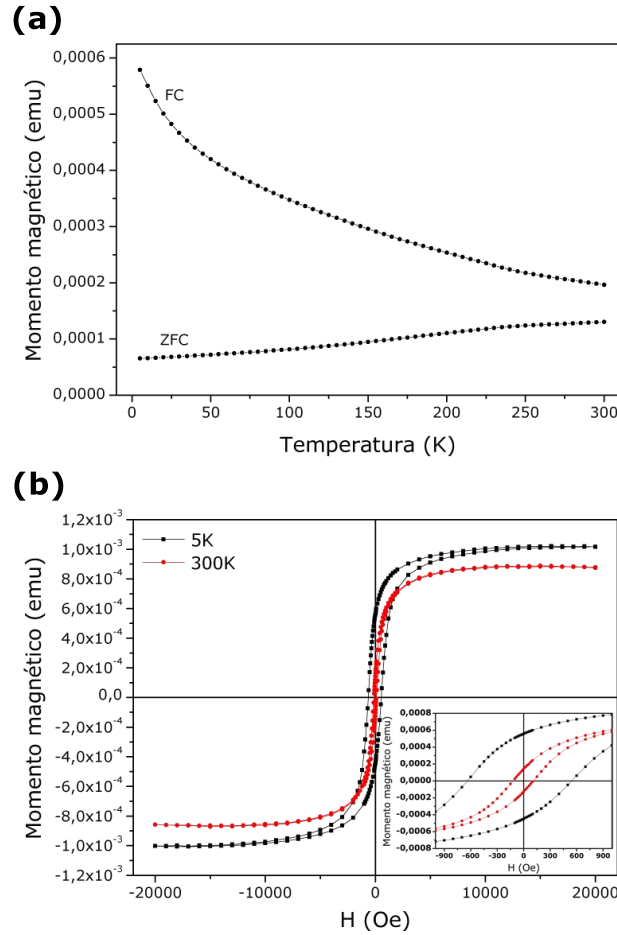 (a)
0,0006
0,0005
0,0004
0,0003
0,0002
0,0001
0,0000
Momento magnético (emu)
FC
ZFC
0 50 100 150 200 250 300
Temperatura (K)
(b)
1,2x10⁻³
1,0x10⁻³
8,0x10⁻⁴
6,0x10⁻⁴
4,0x10⁻⁴
2,0x10⁻⁴
0,0
-2,0x10⁻⁴
-4,0x10⁻⁴
-6,0x10⁻⁴
-8,0x10⁻⁴
-1,0x10⁻³
-1,2x10⁻³
Momento magnético (emu)
5K
300K
0,0008
0,0006
0,0004
0,0002
0,0000
-0,0002
-0,0004
-0,0006
-0,0008
Momento magnético (emu)
-900 -600 -300 0 300 600 900
H (Oe)
-20000 -10000 0 10000 20000
H (Oe)